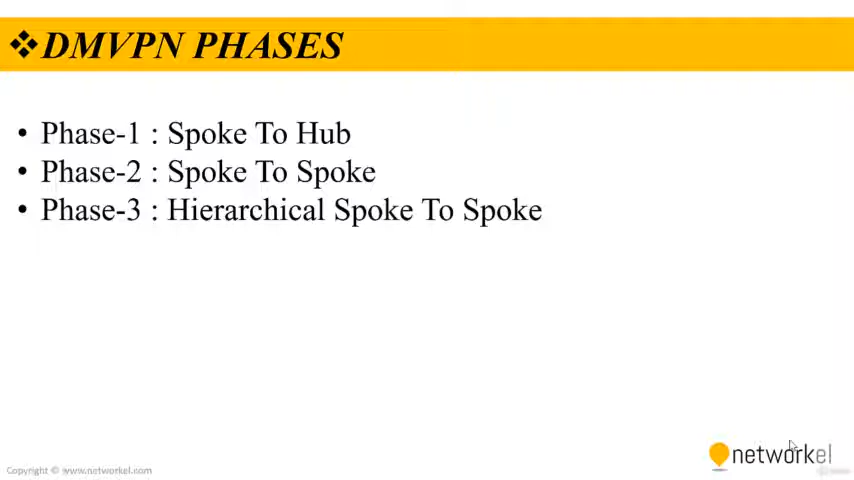 ❖DMVPN PHASES
• Phase-1 : Spoke To Hub
• Phase-2 : Spoke To Spoke
• Phase-3 : Hierarchical Spoke To Spoke
networkel
Copyright © www.networkel.com